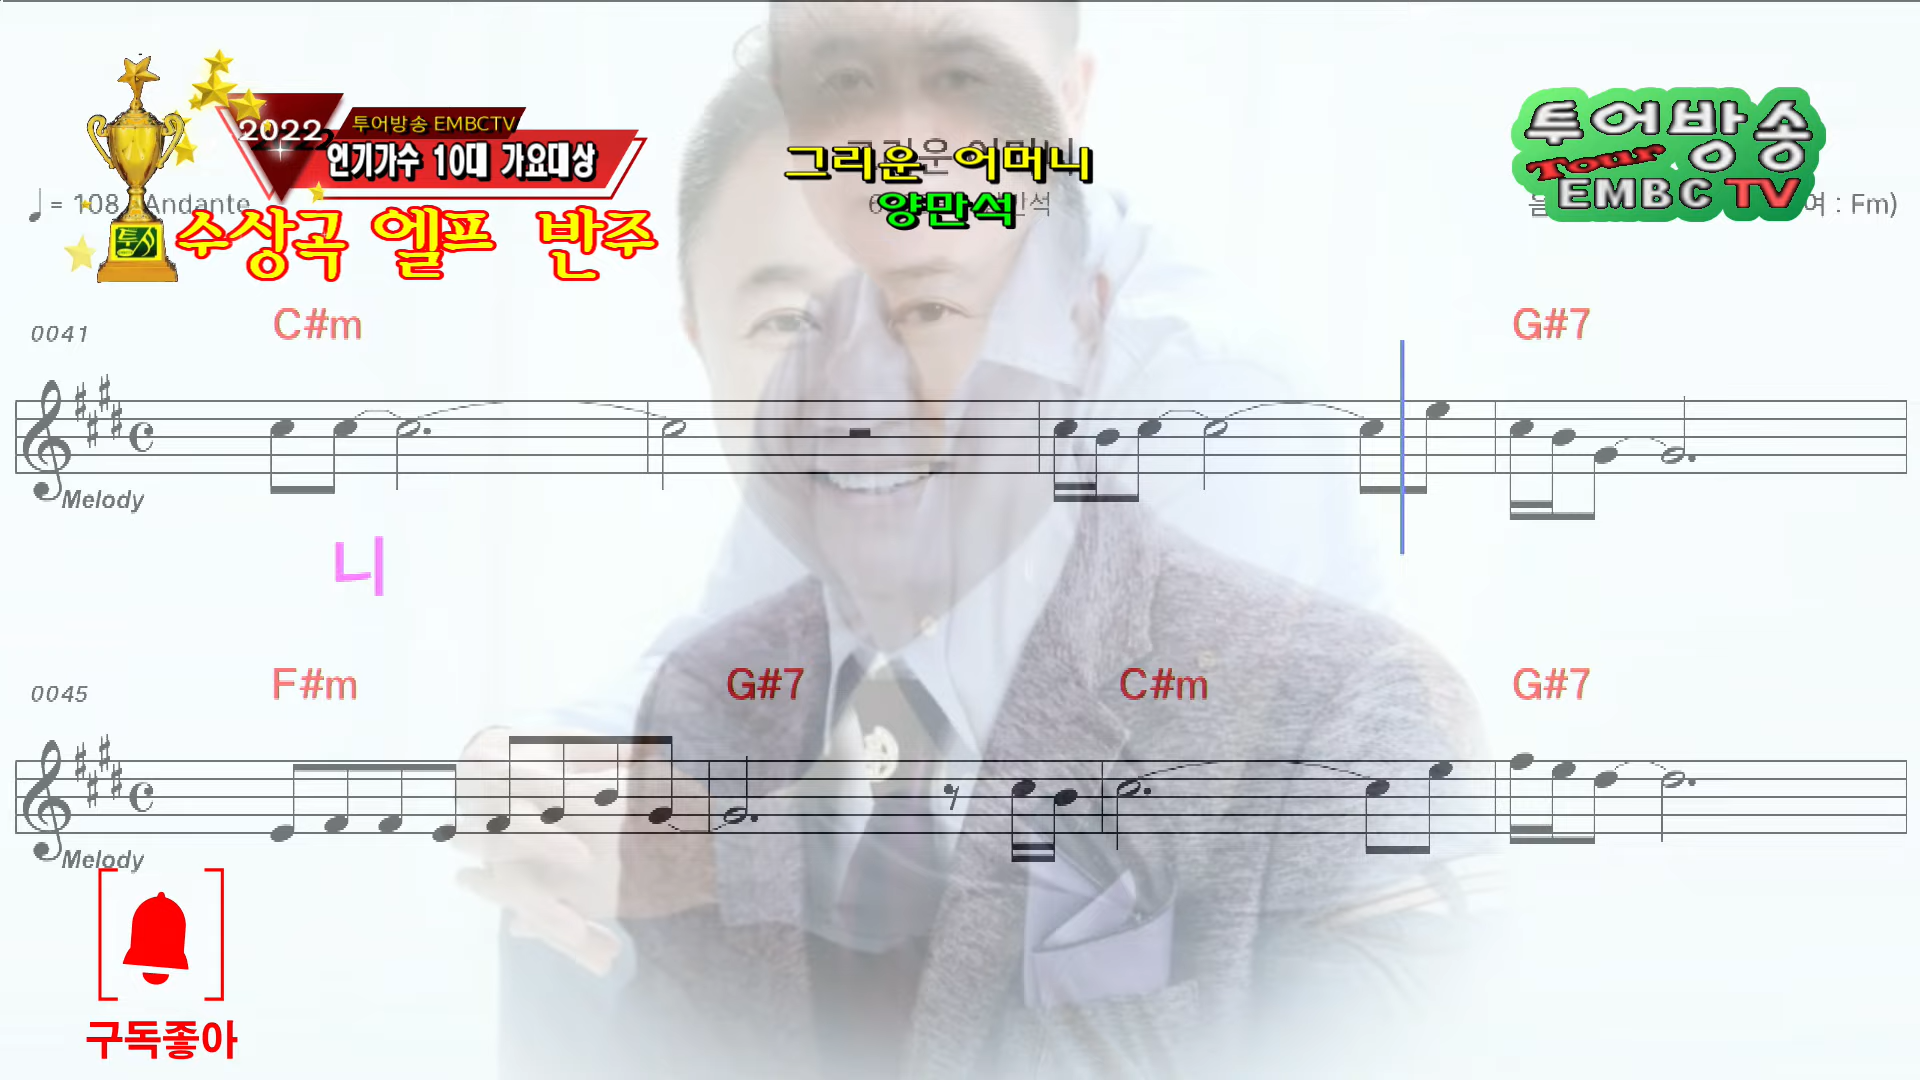 2022 투어방송 EMBCTV
인기가수 10대 가요대상
수상곡 엘프 반주
그리운 어머니
양만석
투어방송
Tour
EMBC TV
= 108 Andante
여 : Fm)
0041
C#m
G#7
Melody
니
0045
F#m
G#7
C#m
G#7
Melody
구독좋아